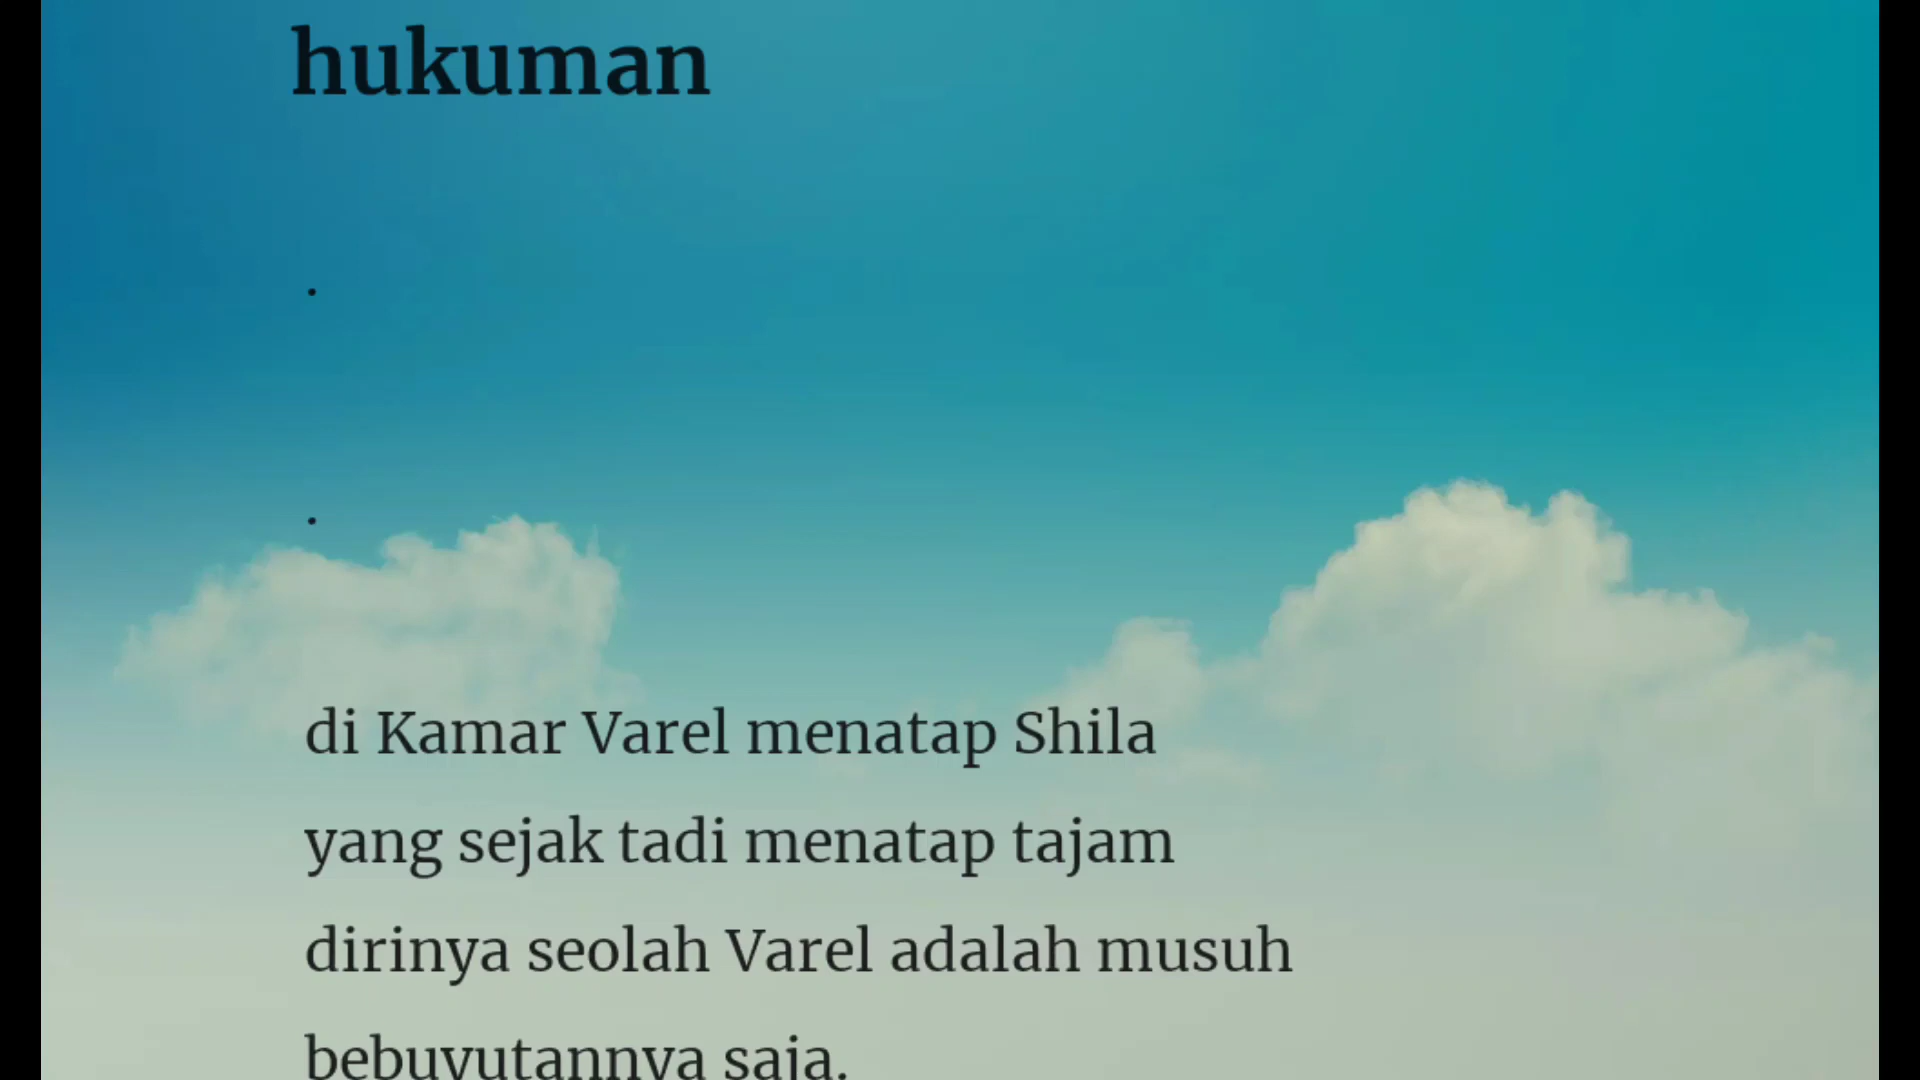 hukuman
.
.
di Kamar Varel menatap Shila
yang sejak tadi menatap tajam
dirinya seolah Varel adalah musuh
bebuyutannya saja.